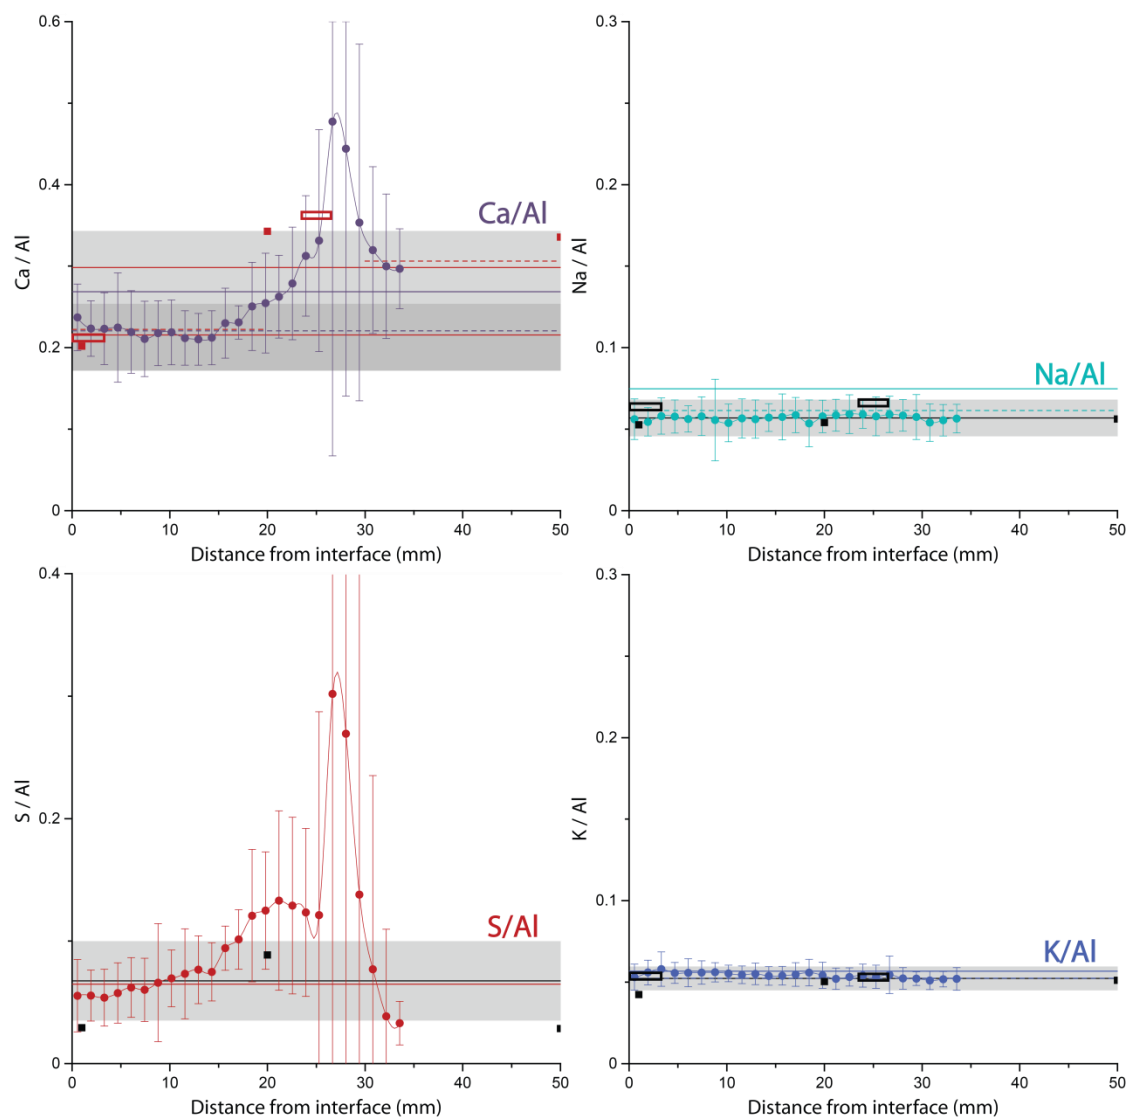 0.6
0.4
0.2
0
Ca / Al
Ca/Al
0 10 20 30 40 50
Distance from interface (mm)
0.3
0.2
0.1
0
Na / Al
Na/Al
0 10 20 30 40 50
Distance from interface (mm)
0.4
0.2
0
S / Al
S/Al
0 10 20 30 40 50
Distance from interface (mm)
0.3
0.2
0.1
0
K / Al
K/Al
0 10 20 30 40 50
Distance from interface (mm)